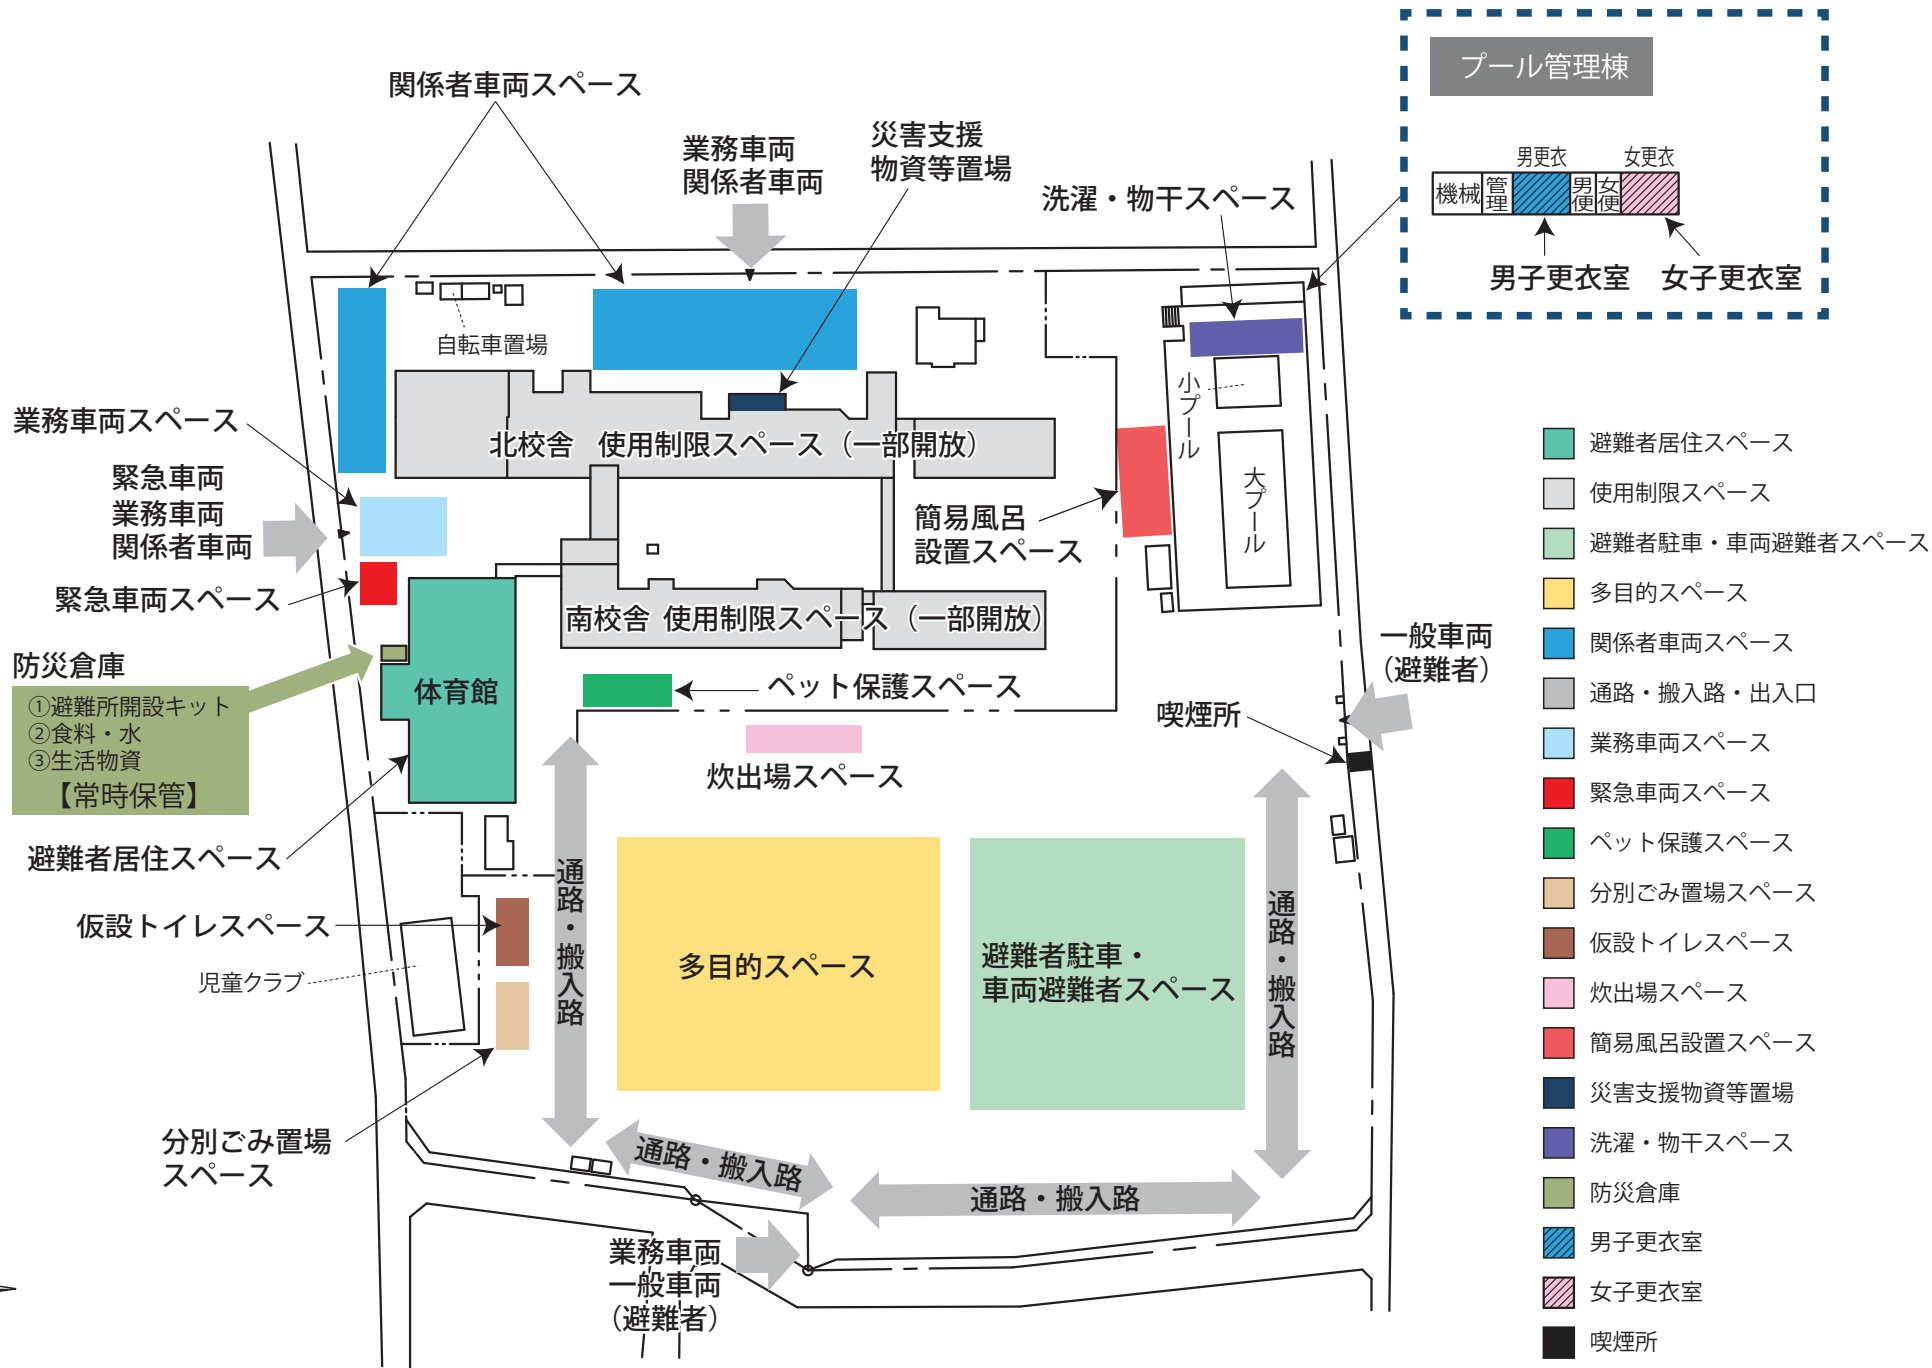 関係者車両スペース
業務車両
関係者車両
災害支援
物資等置場
洗濯・物干スペース
プール管理棟
男更衣
女更衣
機械
管理
男便
女便
男子更衣室
女子更衣室
自転車置場
小プール
大プール
業務車両スペース
北校舎 使用制限スペース（一部開放）
緊急車両
業務車両
関係者車両
簡易風呂
設置スペース
緊急車両スペース
南校舎 使用制限スペース（一部開放）
防災倉庫
①避難所開設キット
②食料・水
③生活物資
【常時保管】
体育館
ペット保護スペース
一般車両
（避難者）
喫煙所
炊出場スペース
避難者居住スペース
通路・搬入路
仮設トイレスペース
児童クラブ
多目的スペース
避難者駐車・
車両避難者スペース
通路・搬入路
分別ごみ置場
スペース
通路・搬入路
通路・搬入路
業務車両
一般車両
（避難者）
避難者居住スペース
使用制限スペース
避難者駐車・車両避難者スペース
多目的スペース
関係者車両スペース
通路・搬入路・出入口
業務車両スペース
緊急車両スペース
ペット保護スペース
分別ごみ置場スペース
仮設トイレスペース
炊出場スペース
簡易風呂設置スペース
災害支援物資等置場
洗濯・物干スペース
防災倉庫
男子更衣室
女子更衣室
喫煙所